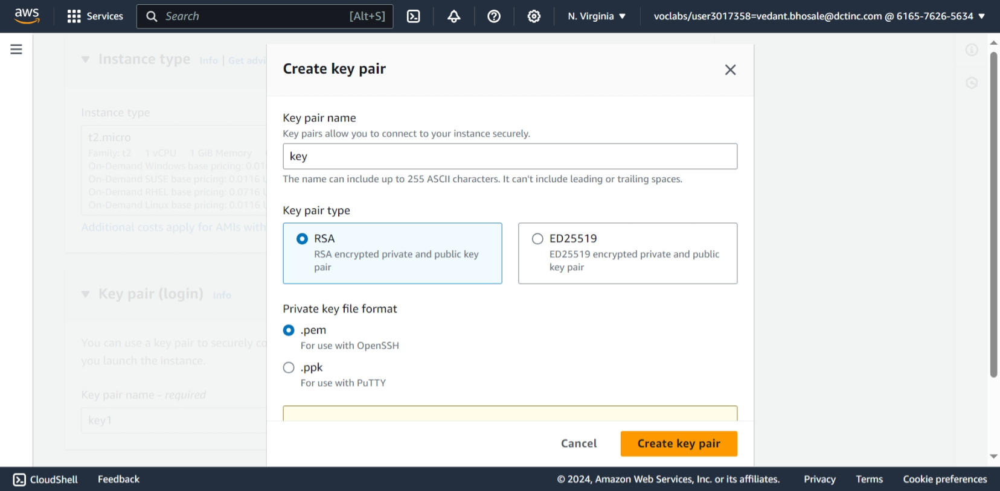 aws
Services
Search
[Alt+S]
N. Virginia
voclabs/user3017358=vedant.bhosale@dctinc.com @ 6165-7626-5634
Instance type
Info
Get advi
Instance type
t2.micro
Family: t2 1 vCPU 1 GiB Memory
On-Demand Windows base pricing: 0.01
On-Demand SUSE base pricing: 0.0116 U
On-Demand RHEL base pricing: 0.0716 U
On-Demand Linux base pricing: 0.0116 U
Additional costs apply for AMIs with
Key pair (login)
Info
You can use a key pair to securely co
you launch the instance.
Key pair name - required
key1
Create key pair
Key pair name
Key pairs allow you to connect to your instance securely.
key
The name can include up to 255 ASCII characters. It can't include leading or trailing spaces.
Key pair type
RSA
RSA encrypted private and public key
pair
ED25519
ED25519 encrypted private and public
key pair
Private key file format
.pem
For use with OpenSSH
.ppk
For use with PuTTY
Cancel
Create key pair
CloudShell
Feedback
© 2024, Amazon Web Services, Inc. or its affiliates.
Privacy
Terms
Cookie preferences